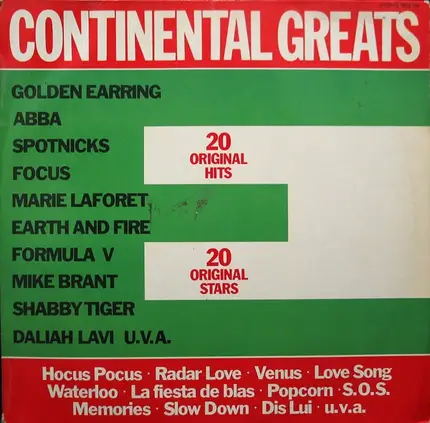 CONTINENTAL GREATS
GOLDEN EARRING
ABBA
SPOTNICKS
FOCUS
MARIE LAFORET
EARTH AND FIRE
FORMULA V
MIKE BRANT
SHABBY TIGER
DALIAH LAVI U.V.A.
20
ORIGINAL
HITS
20
ORIGINAL
STARS
Hocus Pocus · Radar Love · Venus · Love Song
Waterloo · La fiesta de blas · Popcorn · S.O.S.
Memories · Slow Down · Dis Lui · u.v.a.